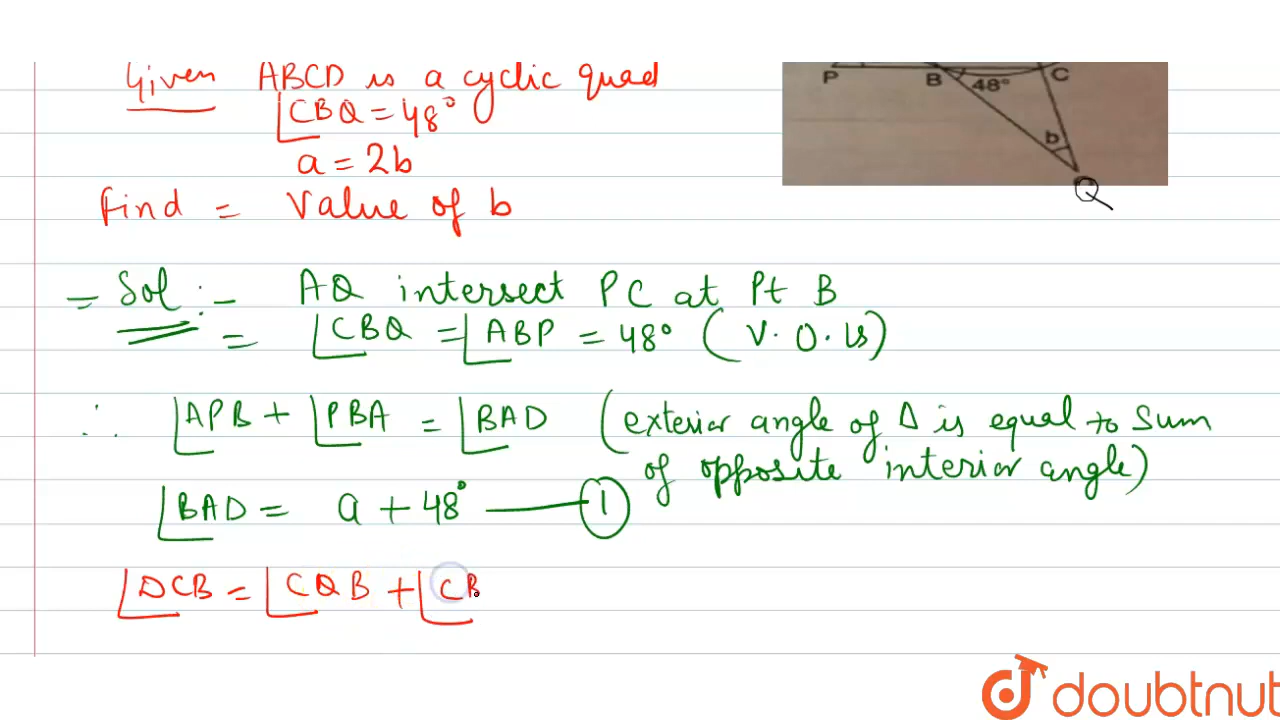 Given ABCD is a cyclic quad
∠CBQ = 48°
a = 2b
Find = Value of b
P B 48° C
b
Q
= Sol :- AQ intersect PC at Pt B
= ∠CBQ = ∠ABP = 48° (V.O.∠s)
∴ ∠APB + ∠PBA = ∠BAD (exterior angle of Δ is equal to Sum
of opposite interior angle)
∠BAD = a + 48° — 1
∠DCB = ∠CQB + ∠CB
doubtnut